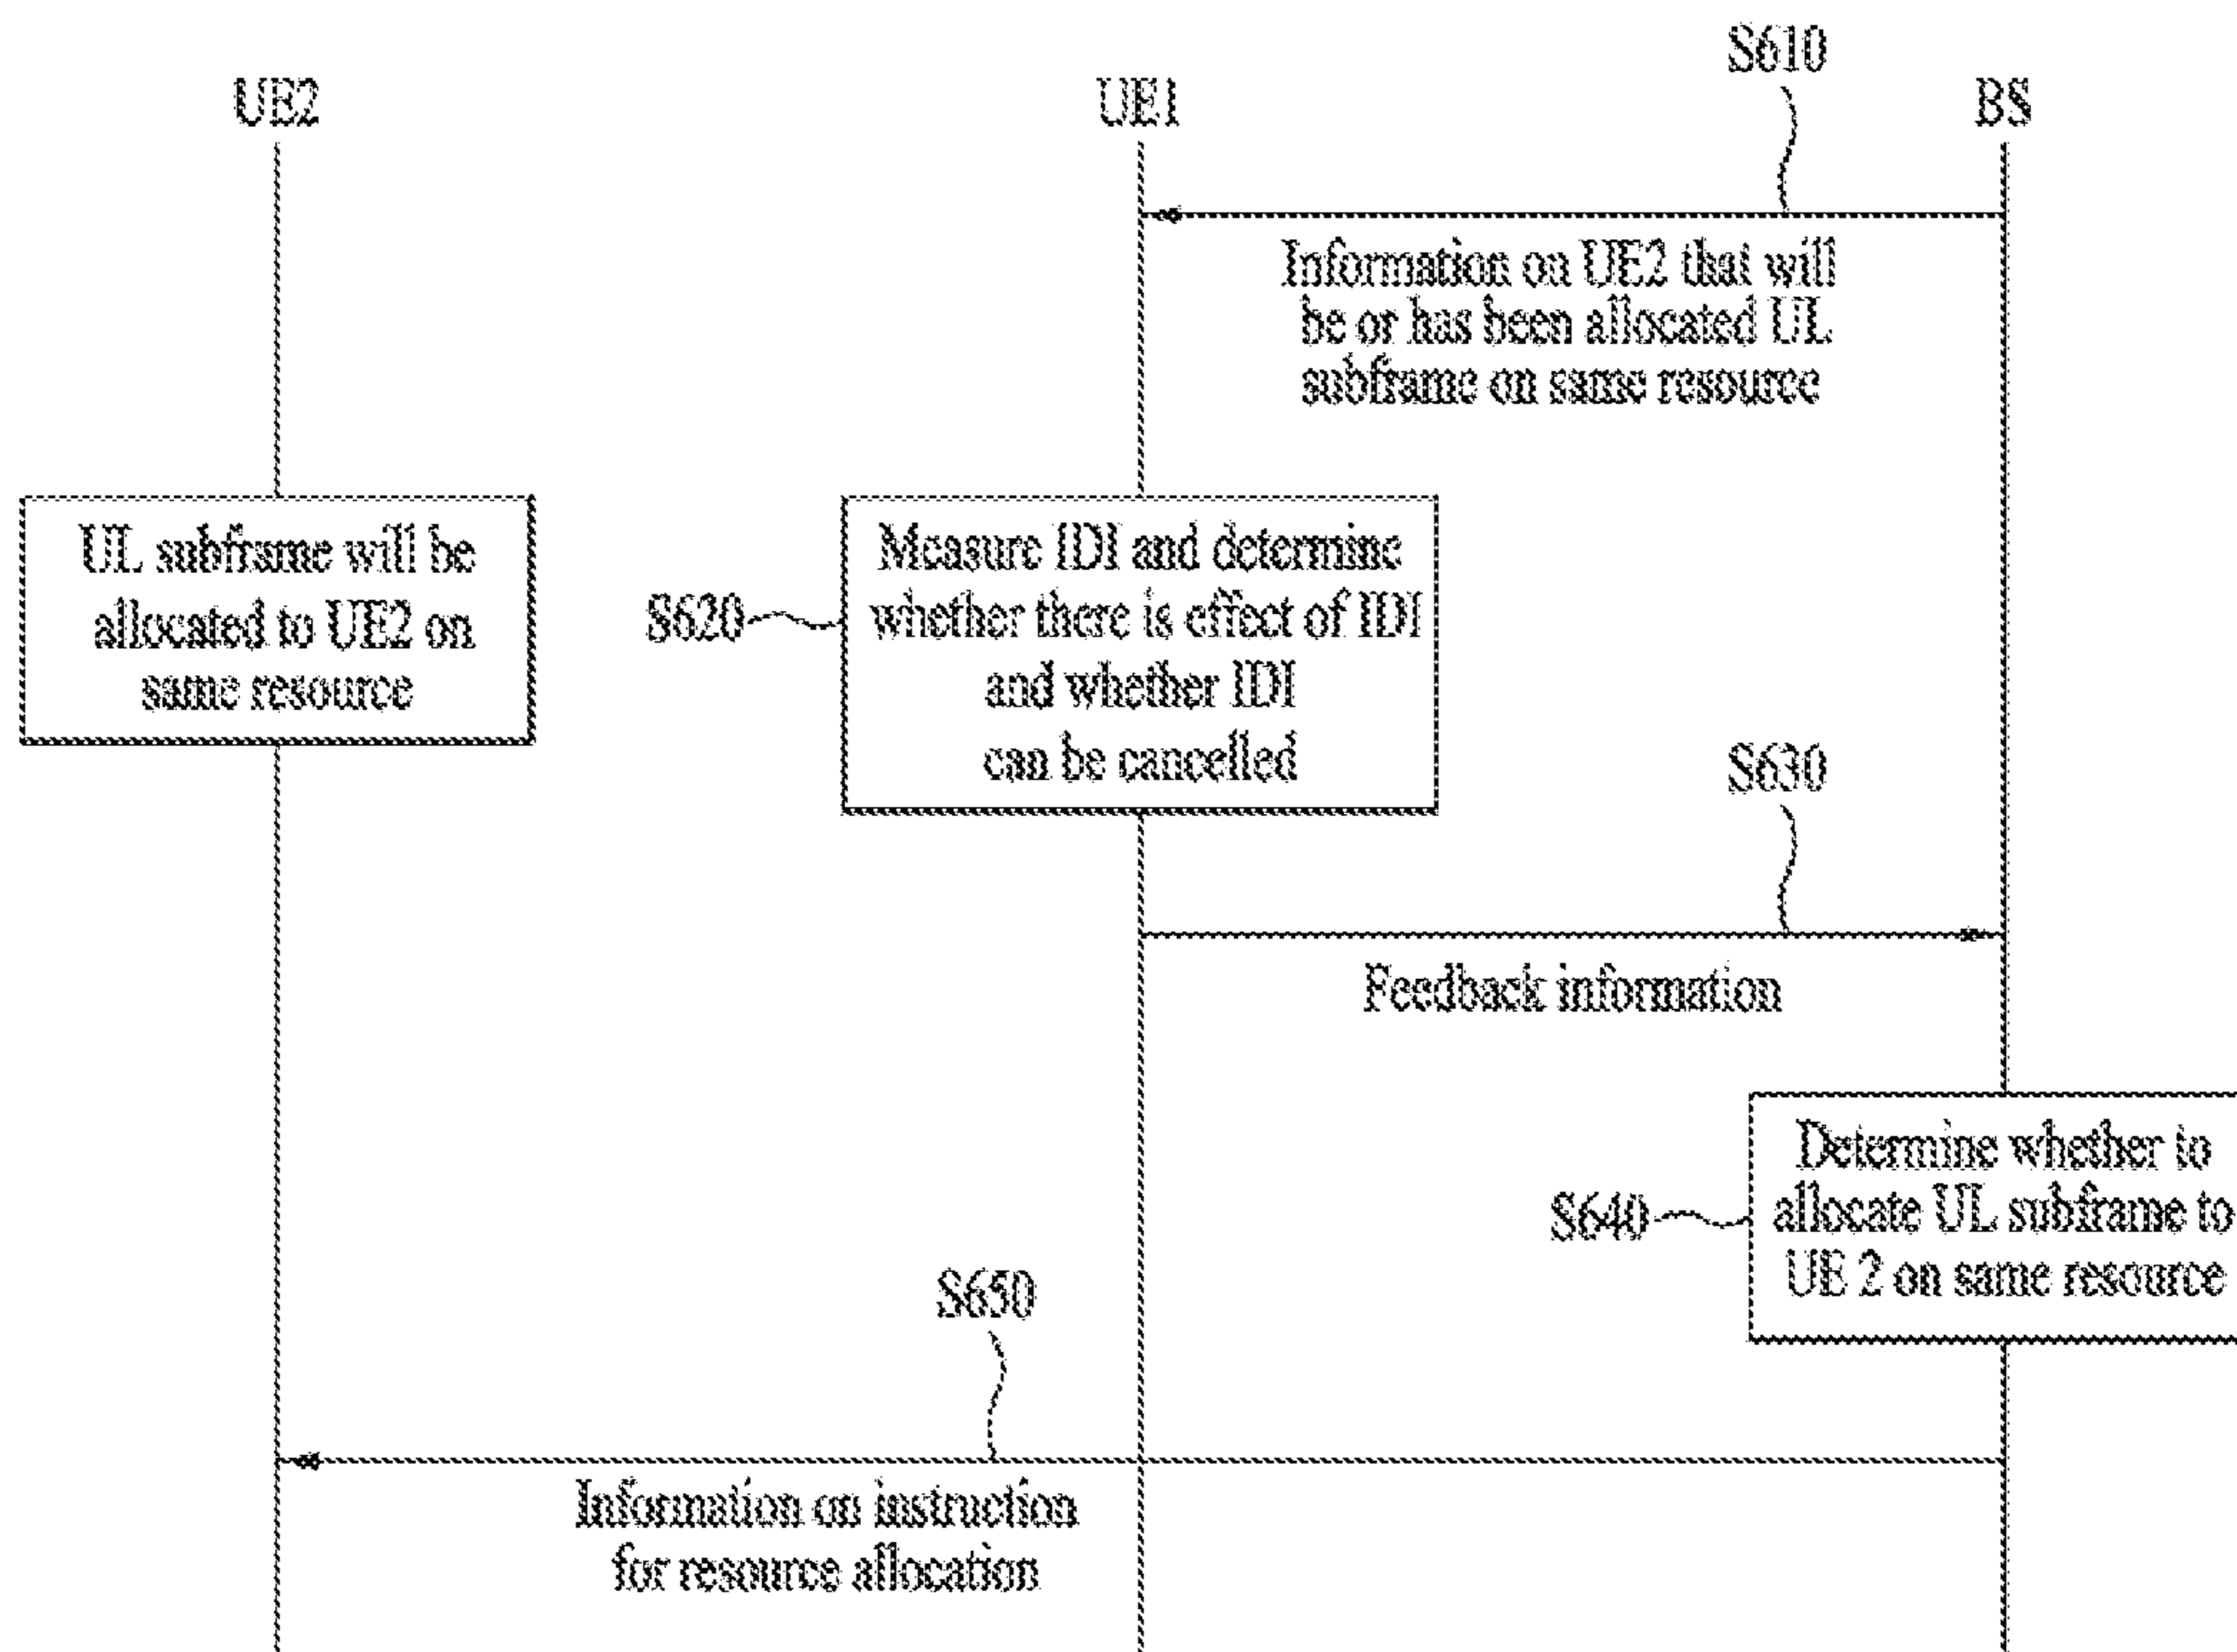 S610
UE2
UE1
BS
Information on UE2 that will
be or has been allocated UL
subframe on same resource
UL subframe will be
allocated to UE2 on
same resource
S620
Measure IDI and determine
whether there is effect of IDI
and whether IDI
can be cancelled
S630
Feedback information
Determine whether to
allocate UL subframe to
UE 2 on same resource
S640
S650
Information on instruction
for resource allocation